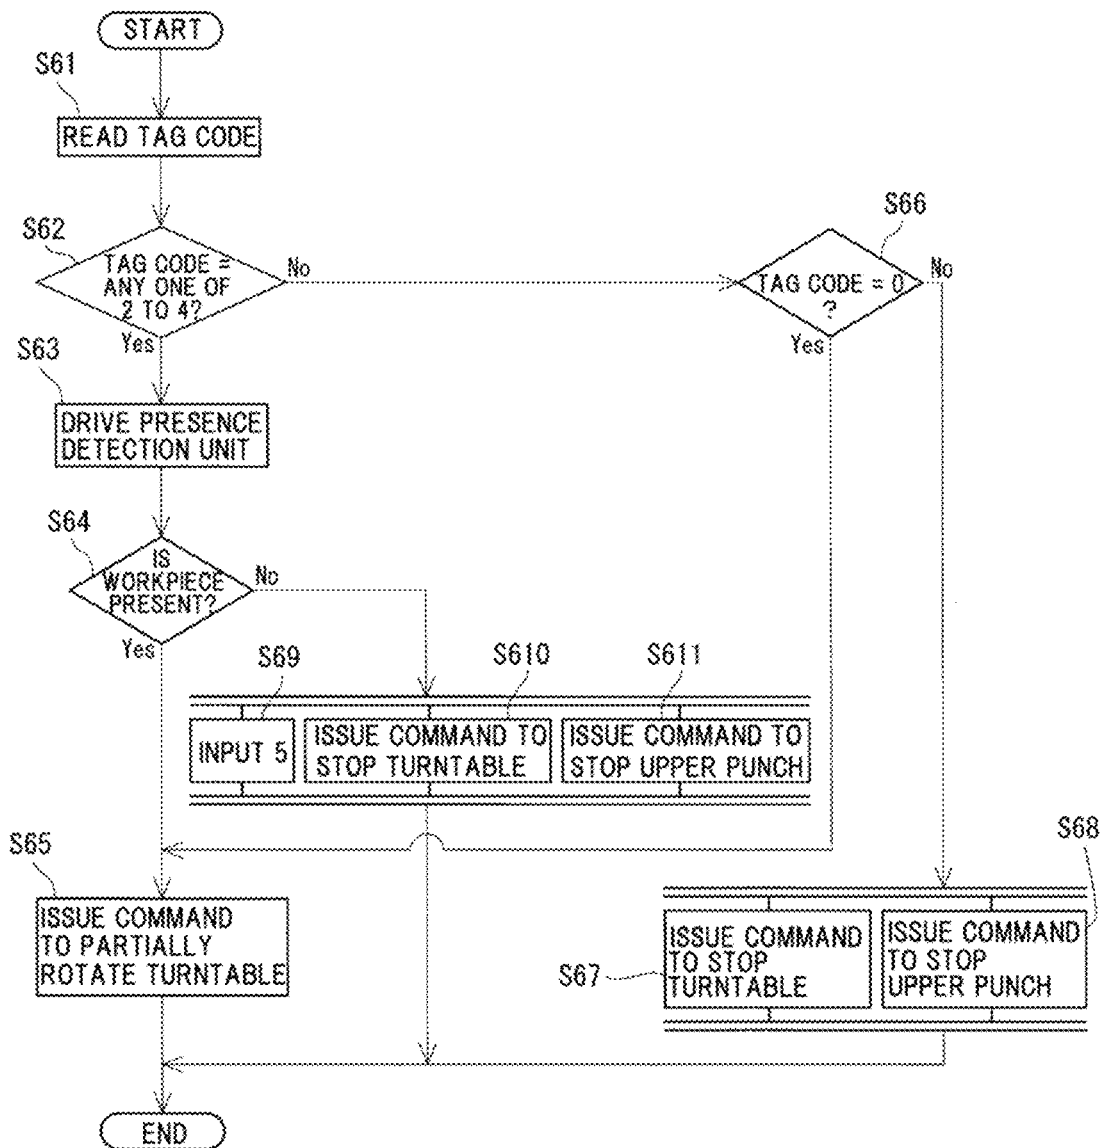 START
S61
READ TAG CODE
S62
TAG CODE =
ANY ONE OF
2 TO 4?
No
Yes
S66
TAG CODE = 0
?
No
Yes
S63
DRIVE PRESENCE
DETECTION UNIT
S64
IS
WORKPIECE
PRESENT?
No
Yes
S69
INPUT 5
S610
ISSUE COMMAND TO
STOP TURNTABLE
S611
ISSUE COMMAND TO
STOP UPPER PUNCH
S65
ISSUE COMMAND
TO PARTIALLY
ROTATE TURNTABLE
S67
ISSUE COMMAND
TO STOP
TURNTABLE
S68
ISSUE COMMAND
TO STOP
UPPER PUNCH
END